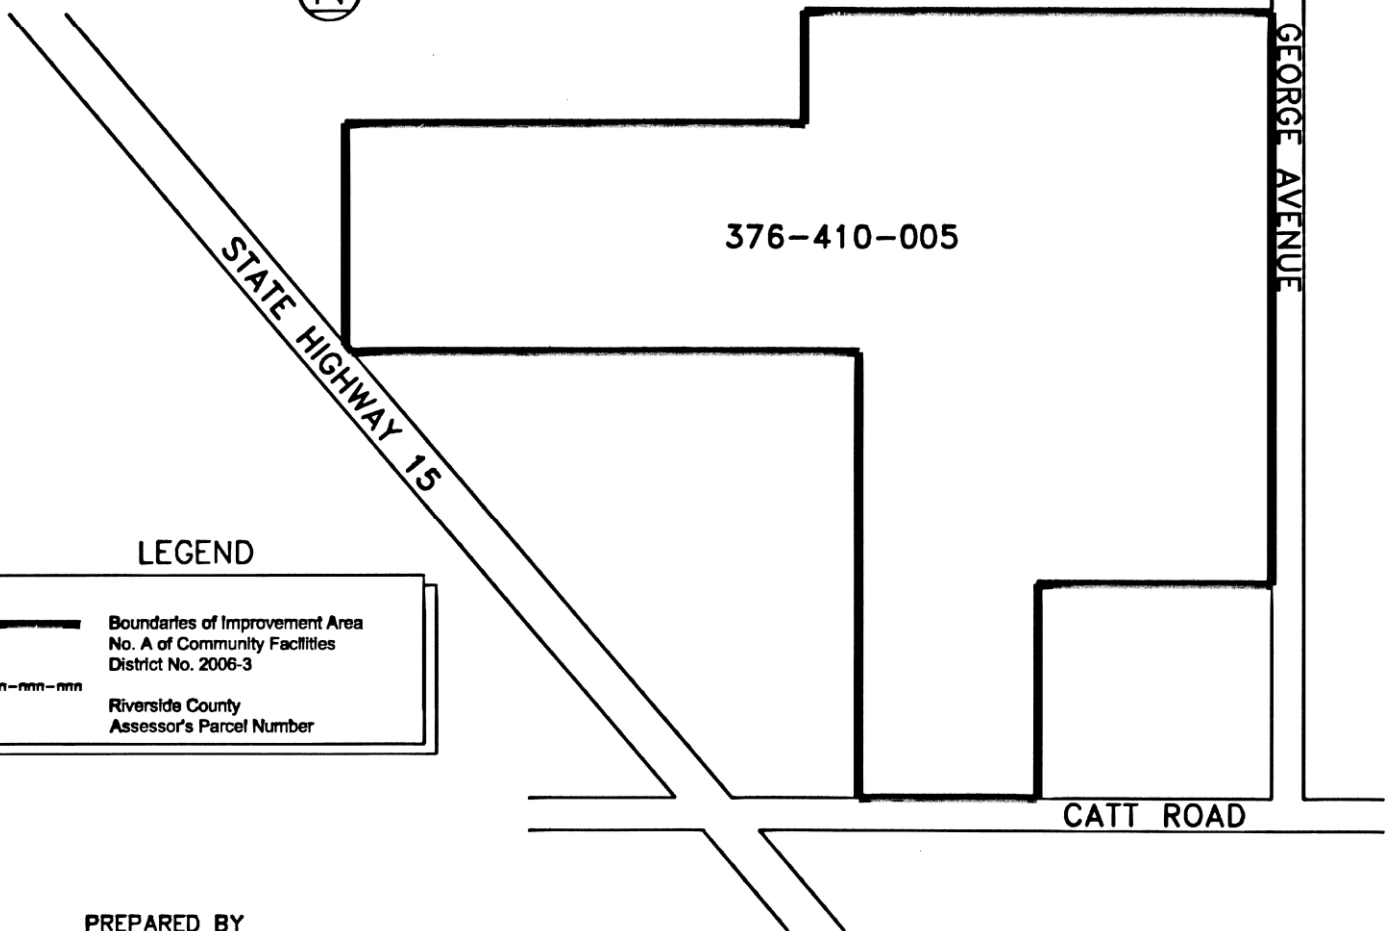 N
GEORGE AVENUE
376-410-005
STATE HIGHWAY 15
LEGEND
Boundaries of Improvement Area
No. A of Community Facilities
District No. 2006-3
Riverside County
Assessor's Parcel Number
CATT ROAD
PREPARED BY